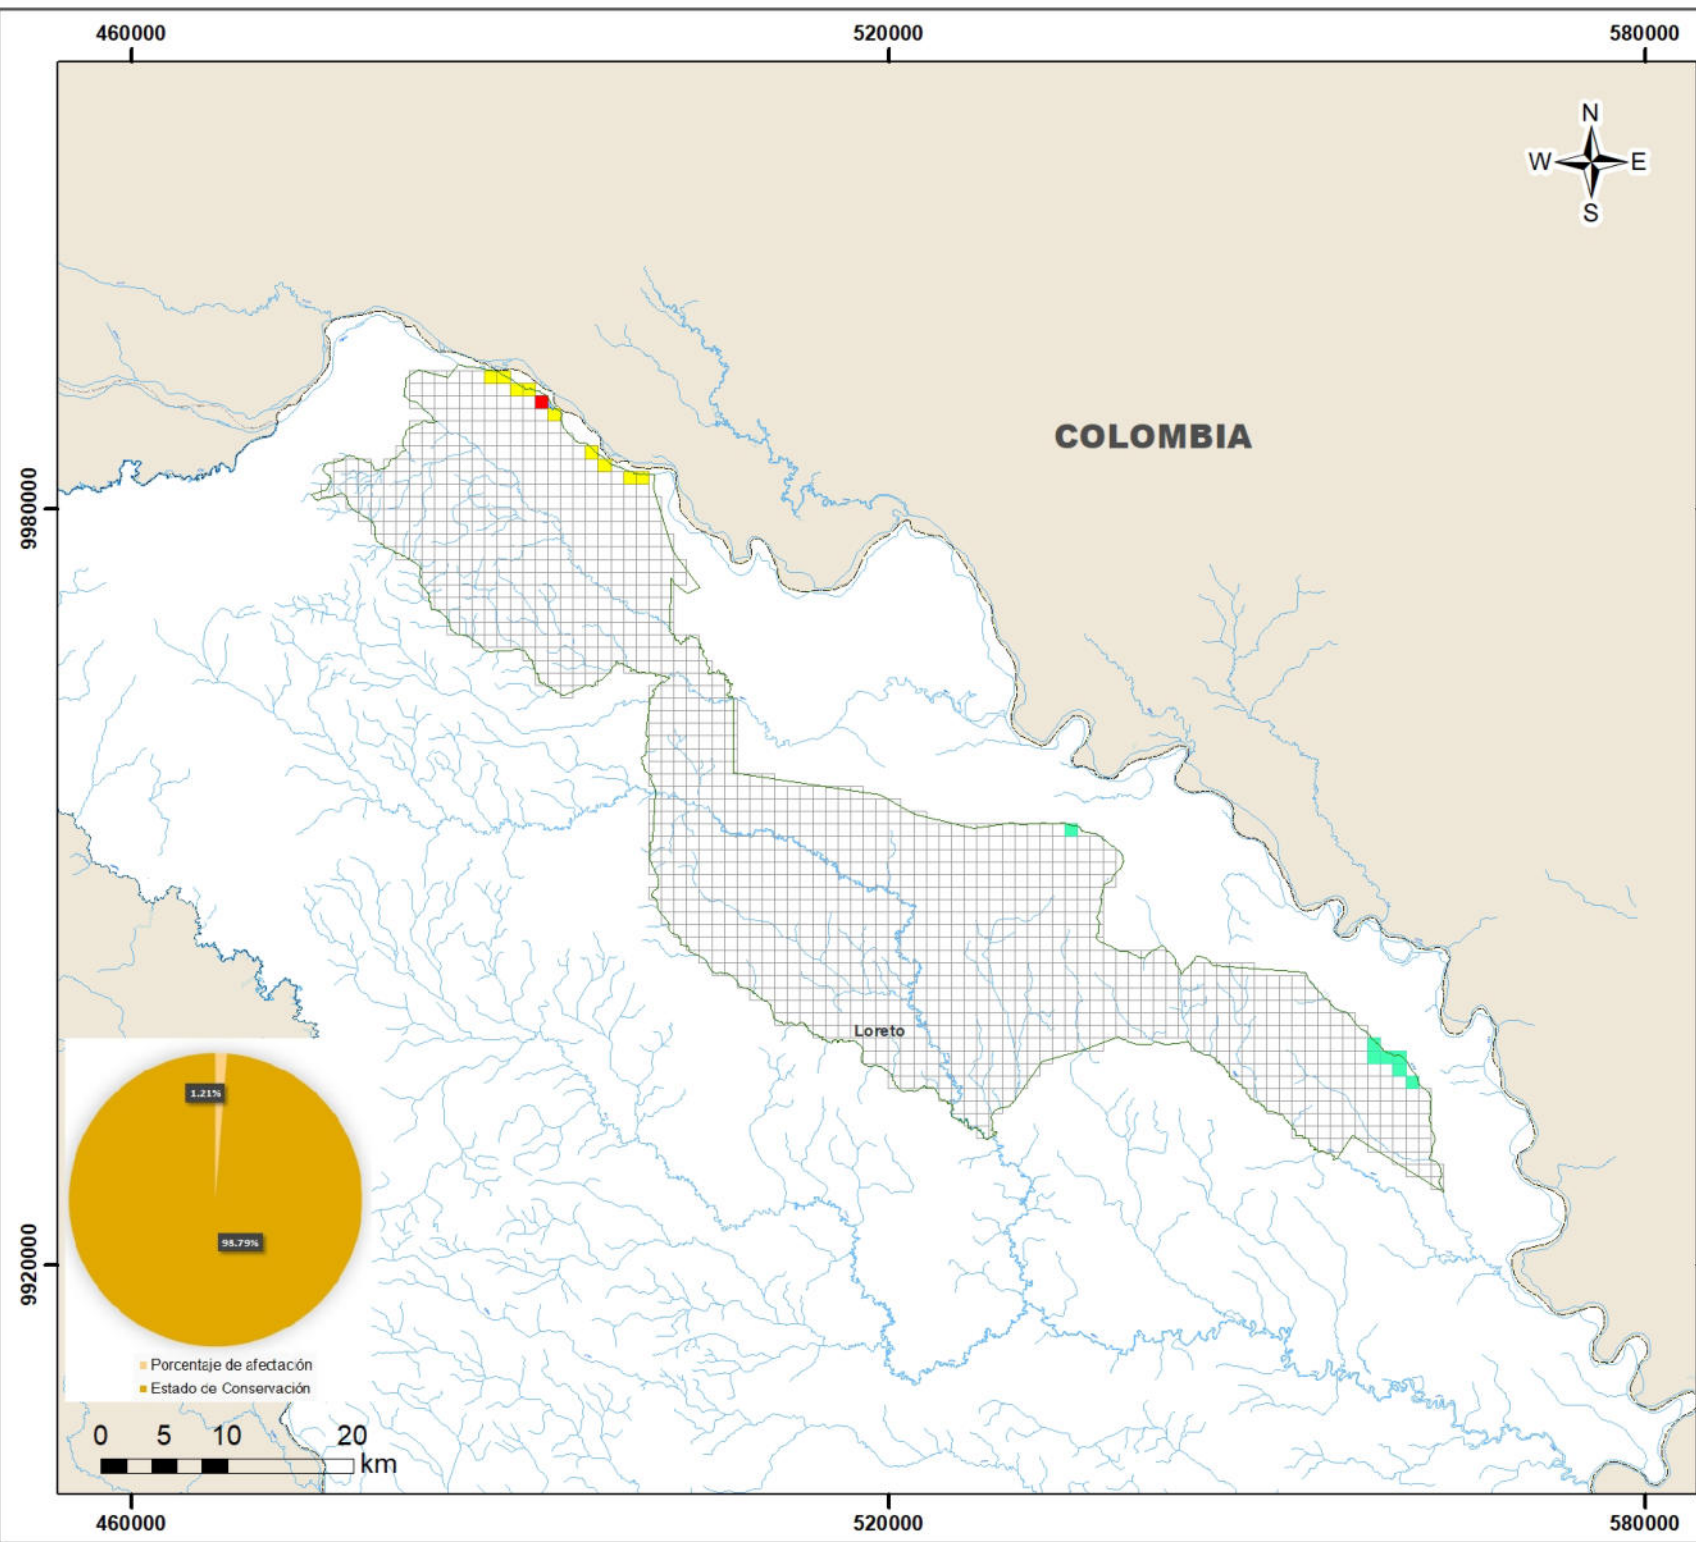 460000 520000 580000
N
W E
S
COLOMBIA
9980000
Loreto
1.21%
98.79%
9920000
Porcentaje de afectación
Estado de Conservación
0 5 10 20
km
460000 520000 580000